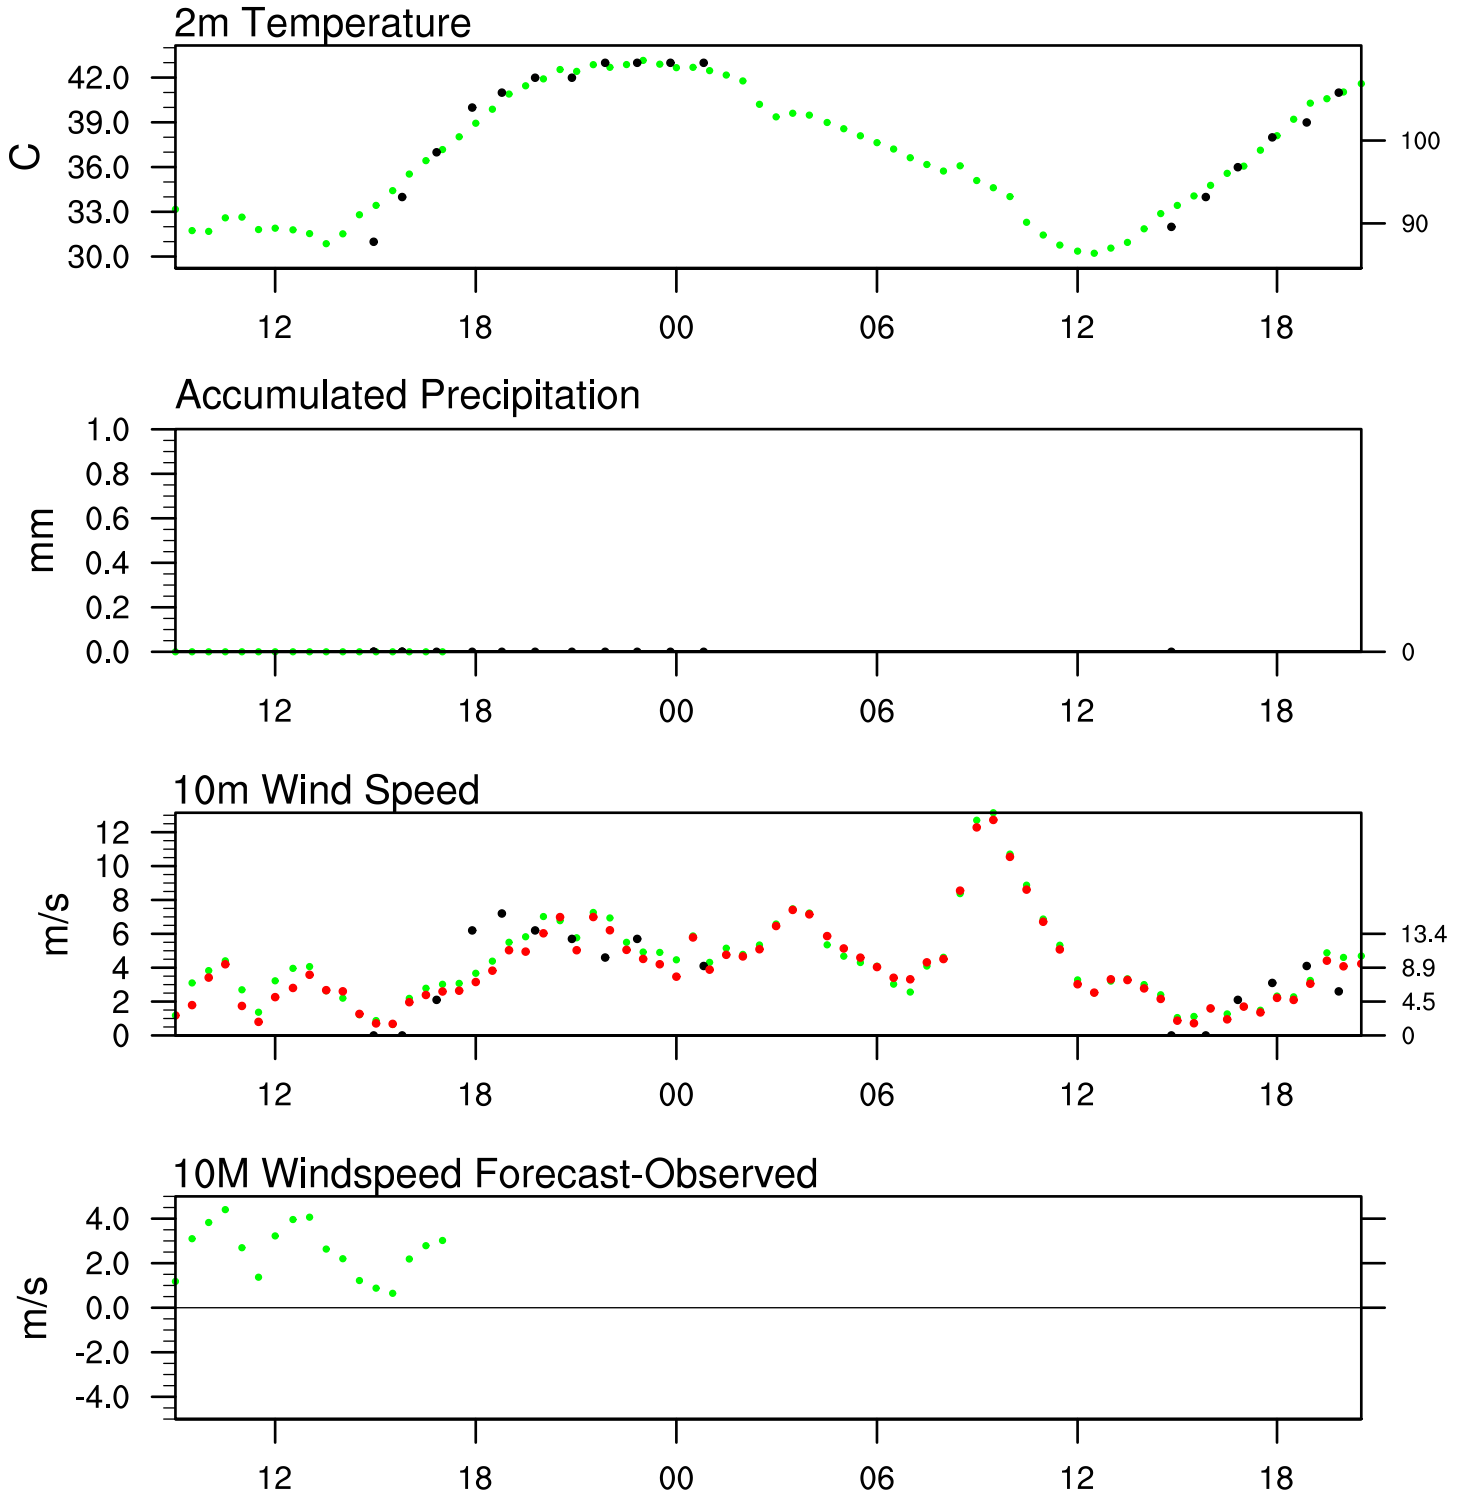 2m Temperature
42.0
39.0
36.0
33.0
30.0
C
100
90
12 18 00 06 12 18
Accumulated Precipitation
1.0
0.8
0.6
0.4
0.2
0.0
mm
0
12 18 00 06 12 18
10m Wind Speed
12
10
8
6
4
2
0
m/s
13.4
8.9
4.5
0
12 18 00 06 12 18
10M Windspeed Forecast-Observed
4.0
2.0
0.0
-2.0
-4.0
m/s
12 18 00 06 12 18